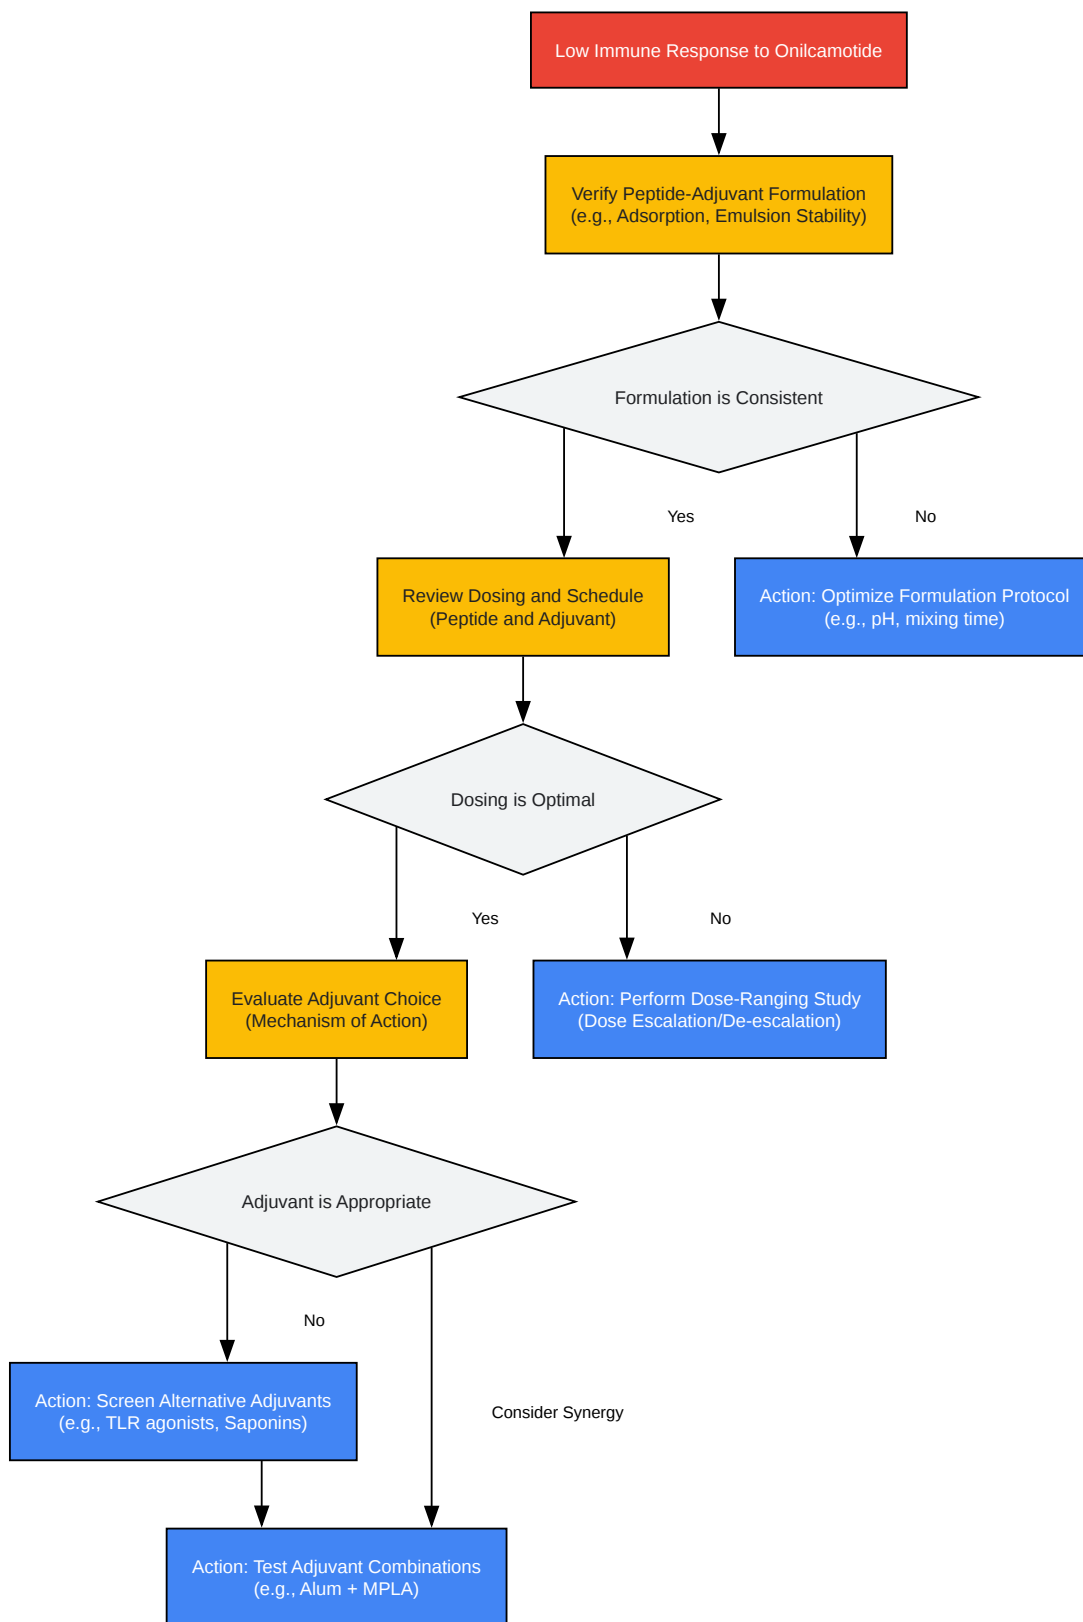 Low Immune Response to Onilcamotide
Verify Peptide-Adjuvant Formulation
(e.g., Adsorption, Emulsion Stability)
Formulation is Consistent
Yes
No
Review Dosing and Schedule
(Peptide and Adjuvant)
Action: Optimize Formulation Protocol
(e.g., pH, mixing time)
Dosing is Optimal
Yes
No
Evaluate Adjuvant Choice
(Mechanism of Action)
Action: Perform Dose-Ranging Study
(Dose Escalation/De-escalation)
Adjuvant is Appropriate
No
Action: Screen Alternative Adjuvants
(e.g., TLR agonists, Saponins)
Consider Synergy
Action: Test Adjuvant Combinations
(e.g., Alum + MPLA)